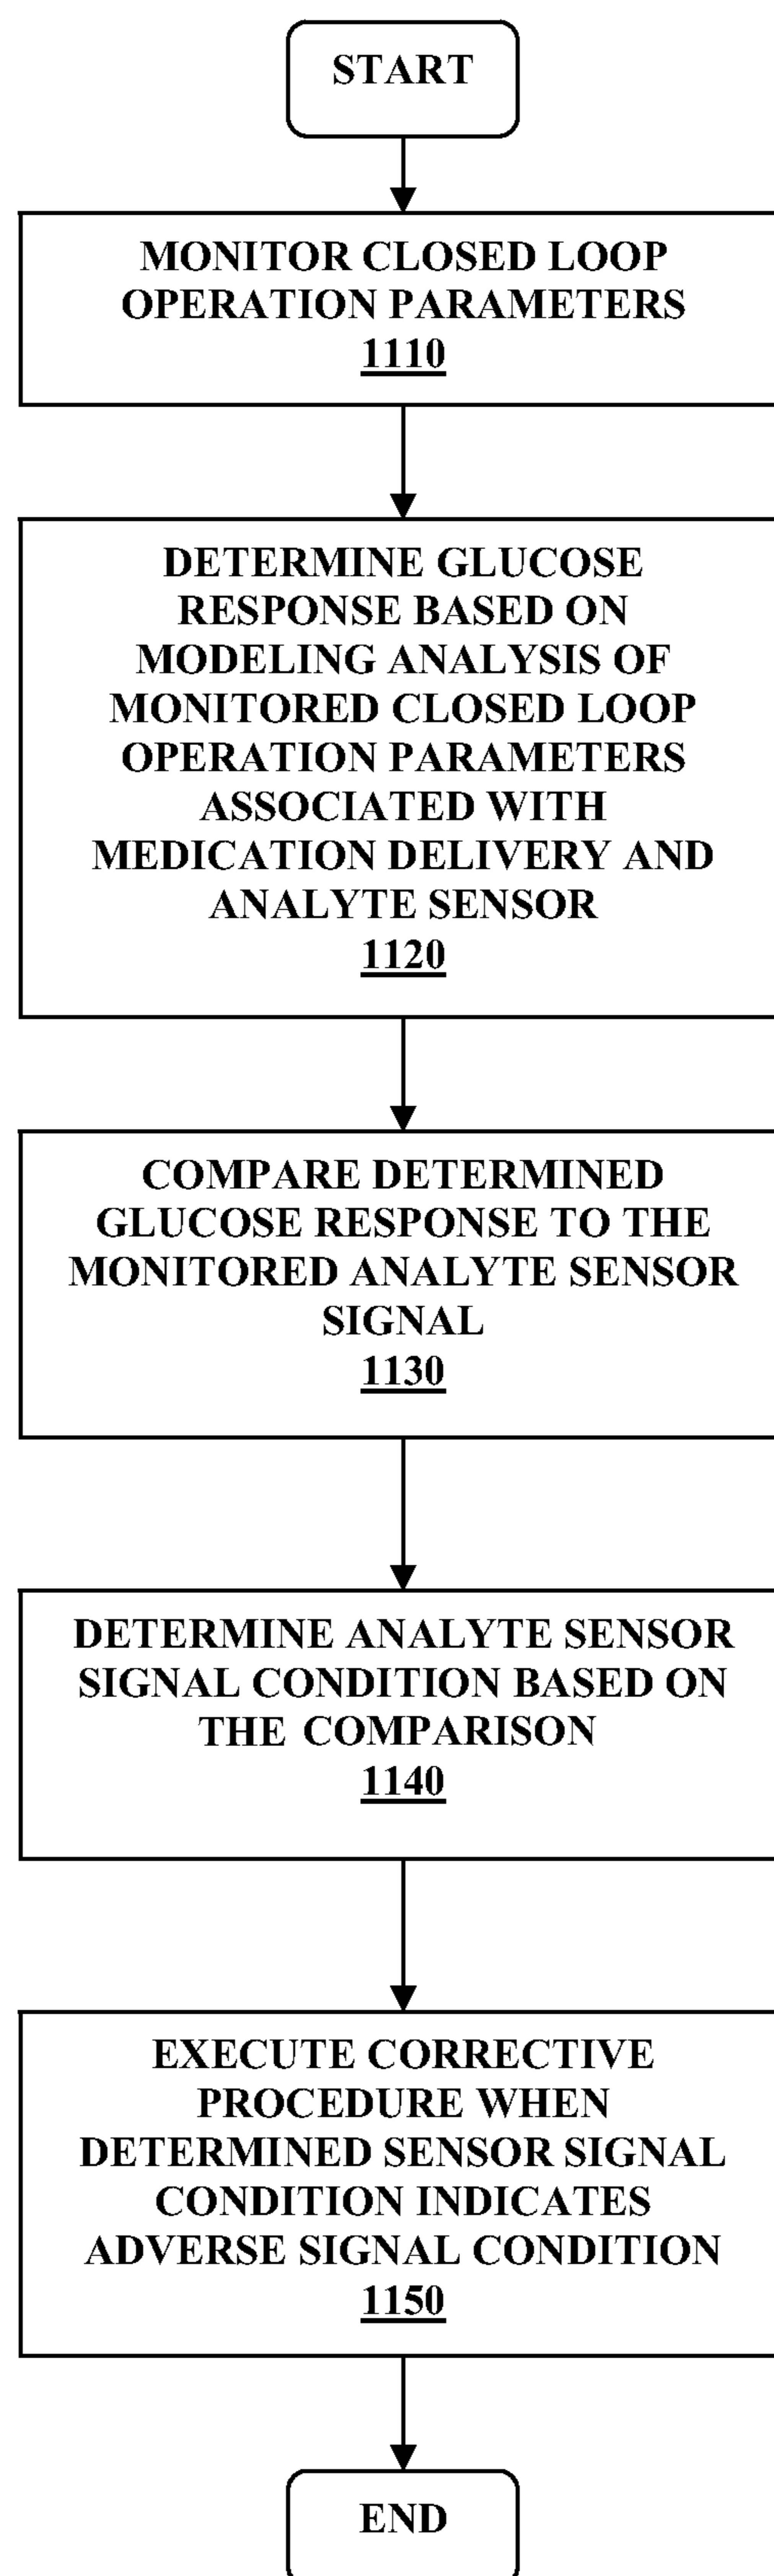 START
MONITOR CLOSED LOOP
OPERATION PARAMETERS
1110
DETERMINE GLUCOSE
RESPONSE BASED ON
MODELING ANALYSIS OF
MONITORED CLOSED LOOP
OPERATION PARAMETERS
ASSOCIATED WITH
MEDICATION DELIVERY AND
ANALYTE SENSOR
1120
COMPARE DETERMINED
GLUCOSE RESPONSE TO THE
MONITORED ANALYTE SENSOR
SIGNAL
1130
DETERMINE ANALYTE SENSOR
SIGNAL CONDITION BASED ON
THE COMPARISON
1140
EXECUTE CORRECTIVE
PROCEDURE WHEN
DETERMINED SENSOR SIGNAL
CONDITION INDICATES
ADVERSE SIGNAL CONDITION
1150
END